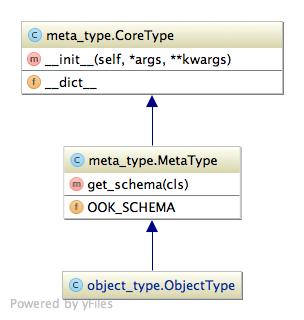 C meta_type.CoreType
m __init__(self, *args, **kwargs)
f __dict__
C meta_type.MetaType
m get_schema(cls)
f OOK_SCHEMA
C object_type.ObjectType
Powered by yFiles